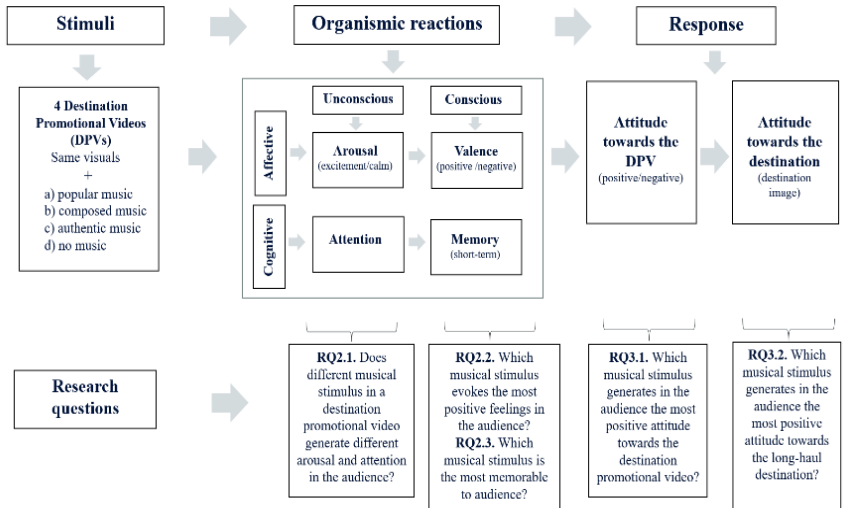 Stimuli
Organismic reactions
Response
4 Destination
Promotional Videos
(DPVs)
Same visuals
+
a) popular music
b) composed music
c) authentic music
d) no music
Unconscious
Conscious
Affective
Arousal
(excitement/calm)
Valence
(positive /negative)
Cognitive
Attention
Memory
(short-term)
Attitude
towards the
DPV
(positive/negative)
Attitude
towards the
destination
(destination
image)
Research
questions
RQ2.1. Does
different musical
stimulus in a
destination
promotional video
generate different
arousal and attention
in the audience?
RQ2.2. Which
musical stimulus
evokes the most
positive feelings in
the audience?
RQ2.3. Which
musical stimulus is
the most memorable
to audience?
RQ3.1. Which
musical stimulus
generates in the
audience the most
positive attitude
towards the
destination
promotional video?
RQ3.2. Which
musical stimulus
generates in the
audience the
most positive
attitude towards
the long-haul
destination?